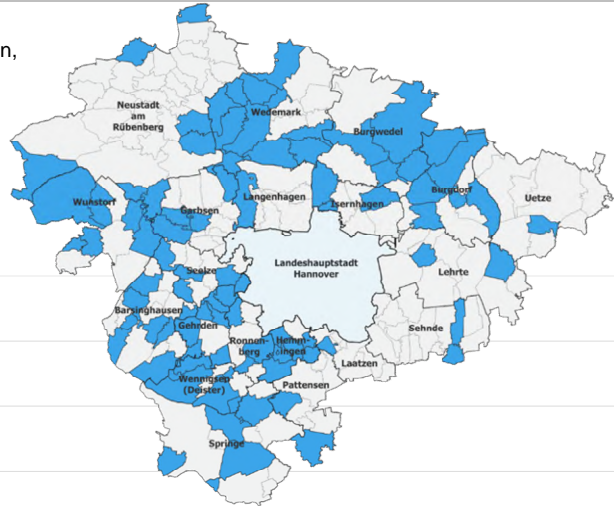 n,
Neustadt
am
Rübenberg
Wedemark
Burgwedel
Wunstorf
Garbsen
Langenhagen
Isernhagen
Burgdorf
Uetze
Landeshauptstadt
Hannover
Seelze
Lehrte
Barsinghausen
Gehrden
Ronnen-
berg
Hemm-
ingen
Sehnde
Laatzen
Wennigsen
(Deister)
Pattensen
Springe